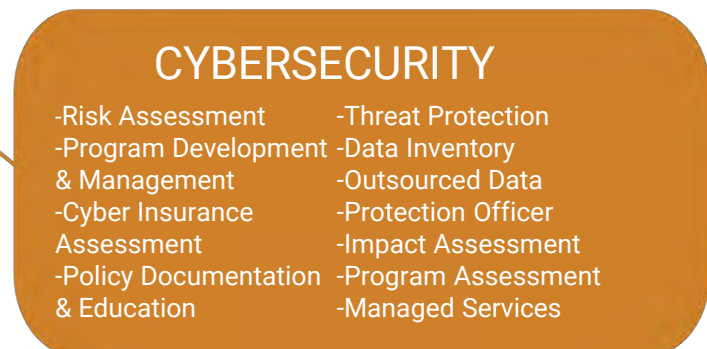 CYBERSECURITY
-Risk Assessment
-Program Development
& Management
-Cyber Insurance
Assessment
-Policy Documentation
& Education
-Threat Protection
-Data Inventory
-Outsourced Data
-Protection Officer
-Impact Assessment
-Program Assessment
-Managed Services